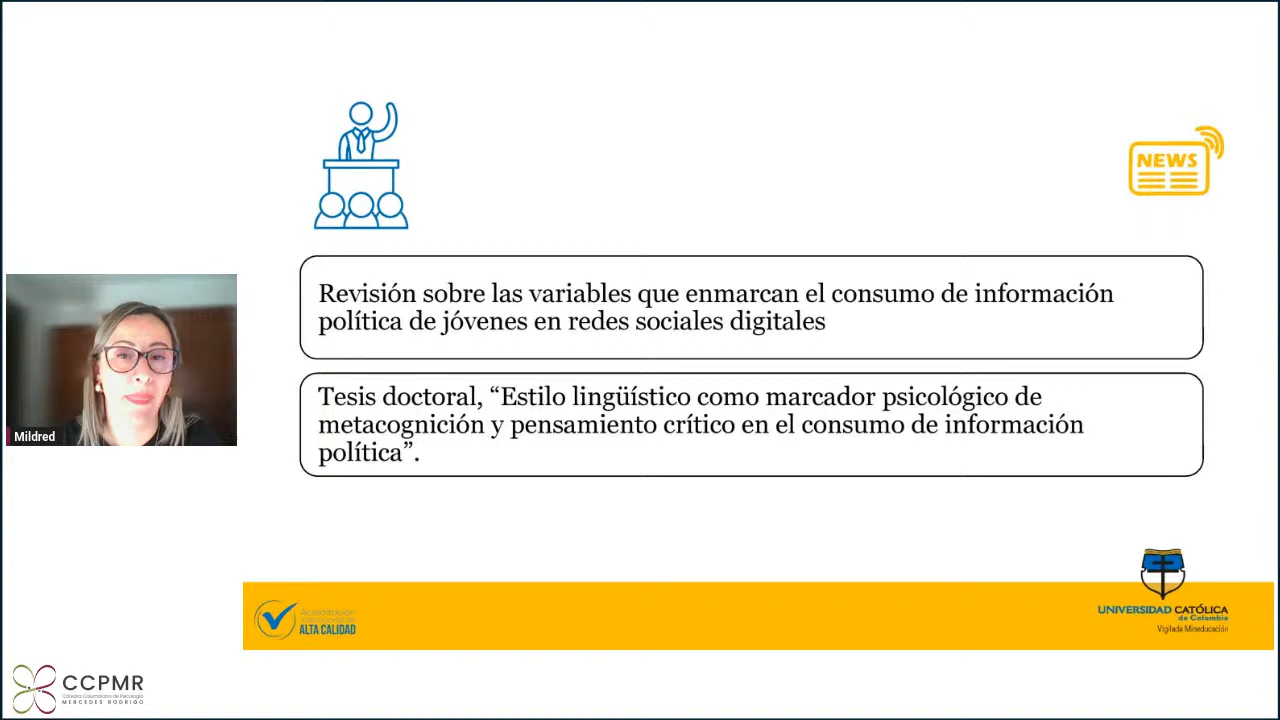 NEWS
Revisión sobre las variables que enmarcan el consumo de información
política de jóvenes en redes sociales digitales
Tesis doctoral, “Estilo lingüístico como marcador psicológico de
metacognición y pensamiento crítico en el consumo de información
política”.
Mildred
ALTA CALIDAD
UNIVERSIDAD CATÓLICA
de Colombia
Vigilada Mineducación
CCPMR
Cátedra Colombiana de Psicología
MERCEDES RODRIGO